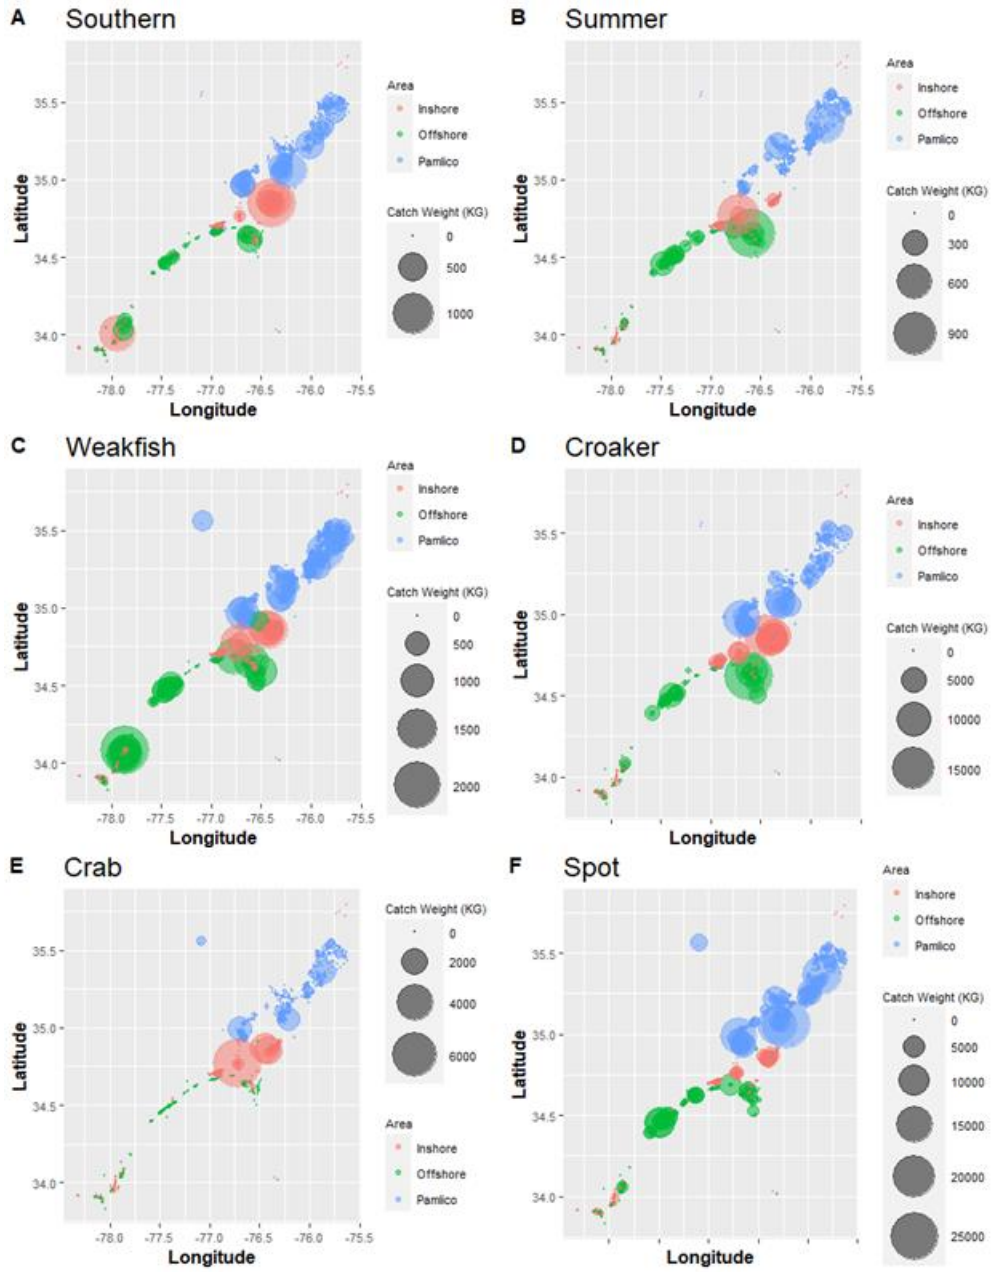 A Southern
Area
Inshore
Offshore
Pamlico
Catch Weight (KG)
0
500
1000
35.5
35.0
34.5
34.0
Latitude
-78.0 -77.5 -77.0 -76.5 -76.0 -75.5
Longitude
B Summer
Area
Inshore
Offshore
Pamlico
Catch Weight (KG)
0
300
600
900
35.5
35.0
34.5
34.0
Latitude
-78.0 -77.5 -77.0 -76.5 -76.0 -75.5
Longitude
C Weakfish
Area
Inshore
Offshore
Pamlico
Catch Weight (KG)
0
500
1000
1500
2000
35.5
35.0
34.5
34.0
Latitude
-78.0 -77.5 -77.0 -76.5 -76.0 -75.5
Longitude
D Croaker
Area
Inshore
Offshore
Pamlico
Catch Weight (KG)
0
5000
10000
15000
35.5
35.0
34.5
34.0
Latitude
Longitude
E Crab
Catch Weight (KG)
0
2000
4000
6000
Area
Inshore
Offshore
Pamlico
35.5
35.0
34.5
34.0
Latitude
-78.0 -77.5 -77.0 -76.5 -76.0 -75.5
Longitude
F Spot
Area
Inshore
Offshore
Pamlico
Catch Weight (KG)
0
5000
10000
15000
20000
25000
35.5
35.0
34.5
34.0
Latitude
Longitude